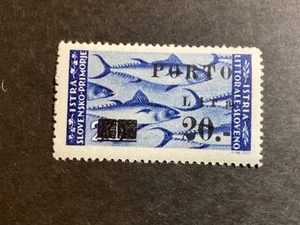 ISTRA
SLOVENSKO-PRIMORJE
PORTO
LIRE
20.-
ISTRIA
LITTORALE-SLOVENO